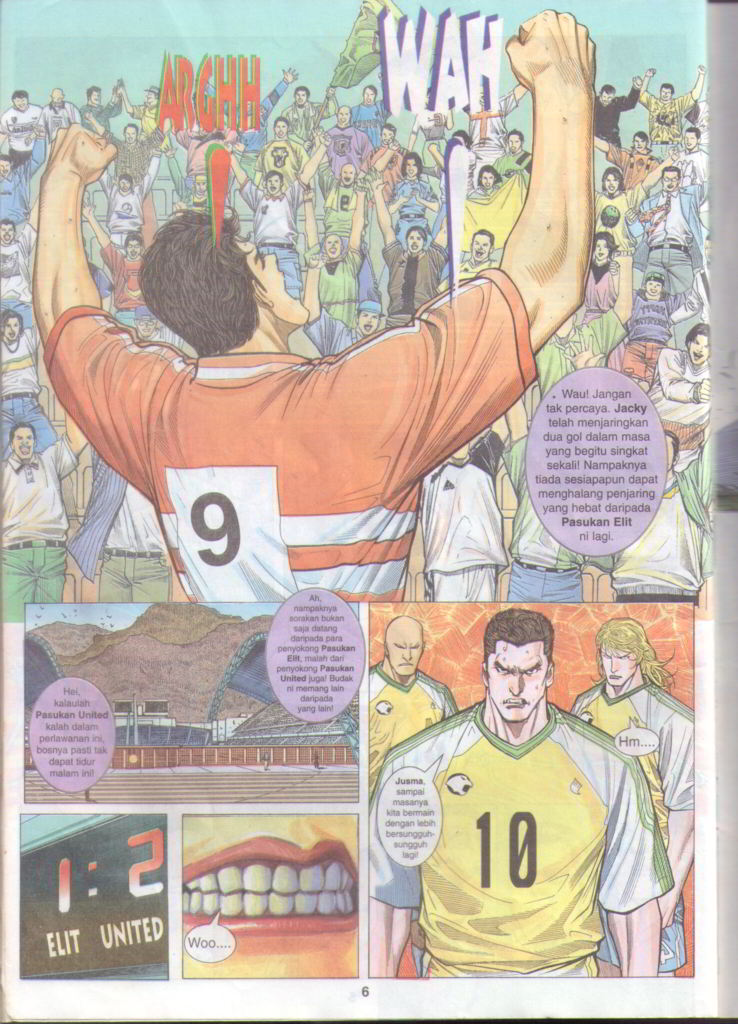 ARGHH
WAH
Wau! Jangan
tak percaya. Jacky
telah menjaringkan
dua gol dalam masa
yang begitu singkat
sekali! Nampaknya
tiada sesiapapun dapat
menghalang penjaring
yang hebat daripada
Pasukan Elit
ni lagi.
9
Hei,
kalaulah
Pasukan United
kalah dalam
perlawanan ini,
bosnya pasti tak
dapat tidur
malam ini!
Ah,
nampaknya
sorakan bukan
saja datang
daripada para
penyokong Pasukan
Elit, malah dari
penyokong Pasukan
United juga! Budak
ni memang lain
daripada
yang lain!
Hm....
Jusma,
sampai
masanya
kita bermain
dengan lebih
bersungguh-
sungguh
lagi!
10
1 : 2
ELIT UNITED
Woo....
6